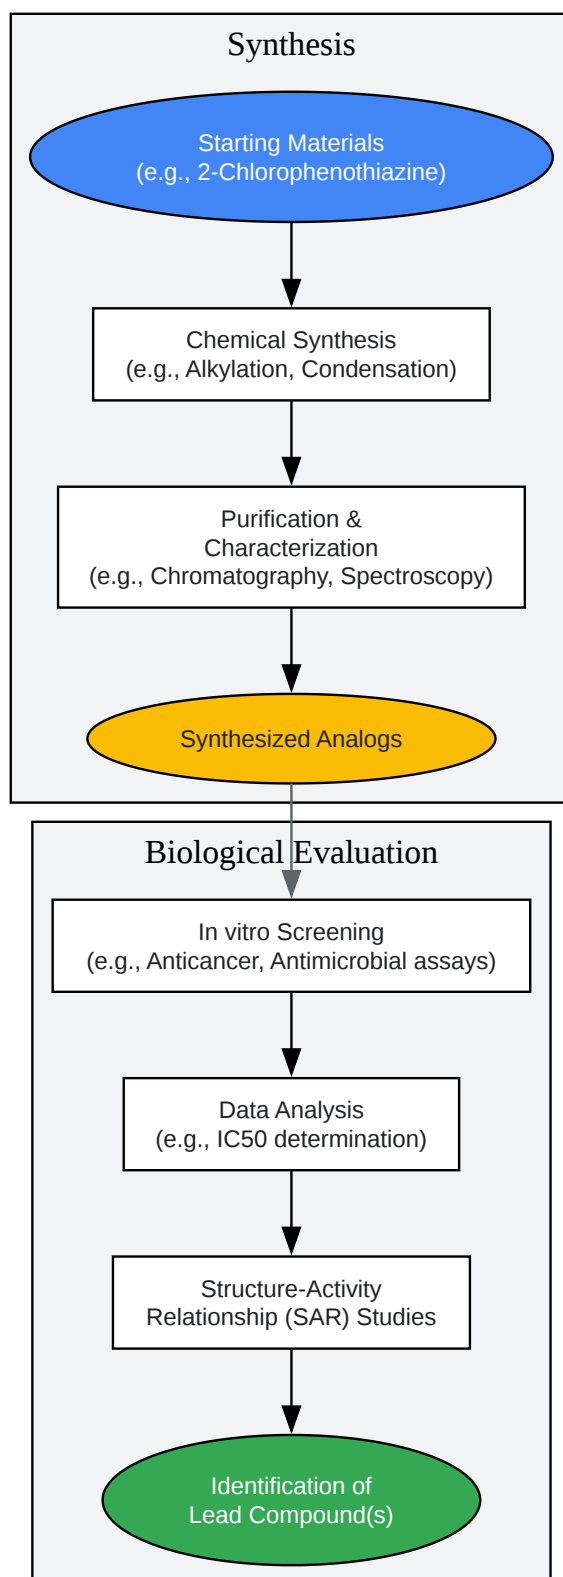 Synthesis
Starting Materials
(e.g., 2-Chlorophenothiazine)
Chemical Synthesis
(e.g., Alkylation, Condensation)
Purification &
Characterization
(e.g., Chromatography, Spectroscopy)
Synthesized Analogs
Biological Evaluation
In vitro Screening
(e.g., Anticancer, Antimicrobial assays)
Data Analysis
(e.g., IC50 determination)
Structure-Activity
Relationship (SAR) Studies
Identification of
Lead Compound(s)